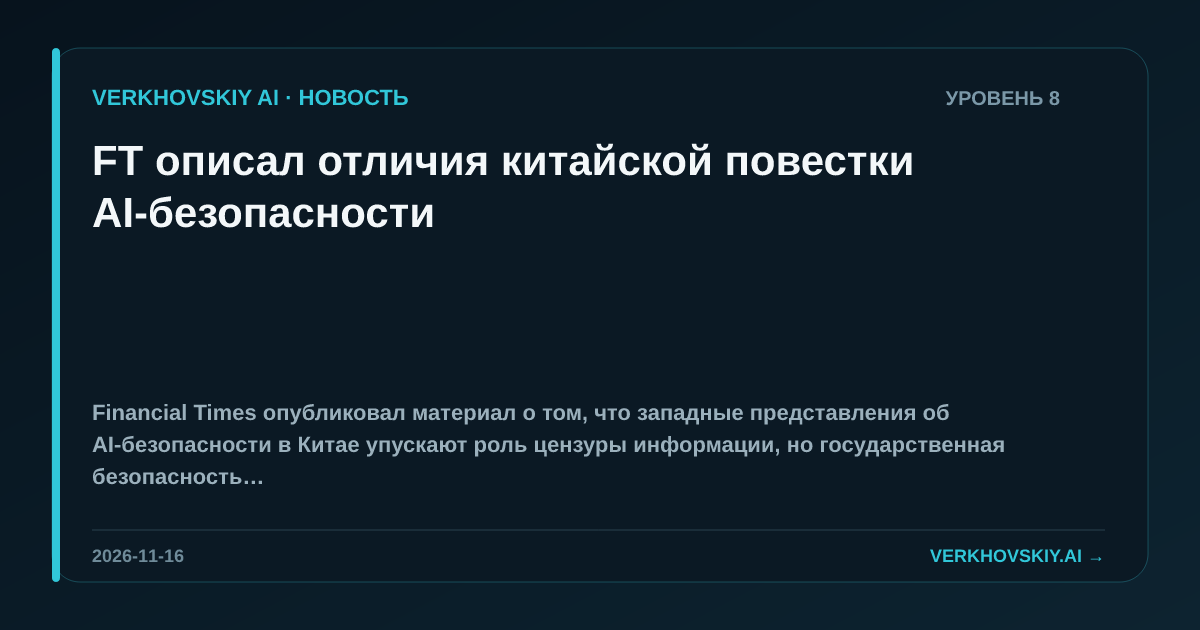 VERKHOVSKIY AI · НОВОСТЬ
УРОВЕНЬ 8
FT описал отличия китайской повестки
AI-безопасности
Financial Times опубликовал материал о том, что западные представления об
AI-безопасности в Китае упускают роль цензуры информации, но государственная
безопасность…
2026-11-16
VERKHOVSKIY.AI →